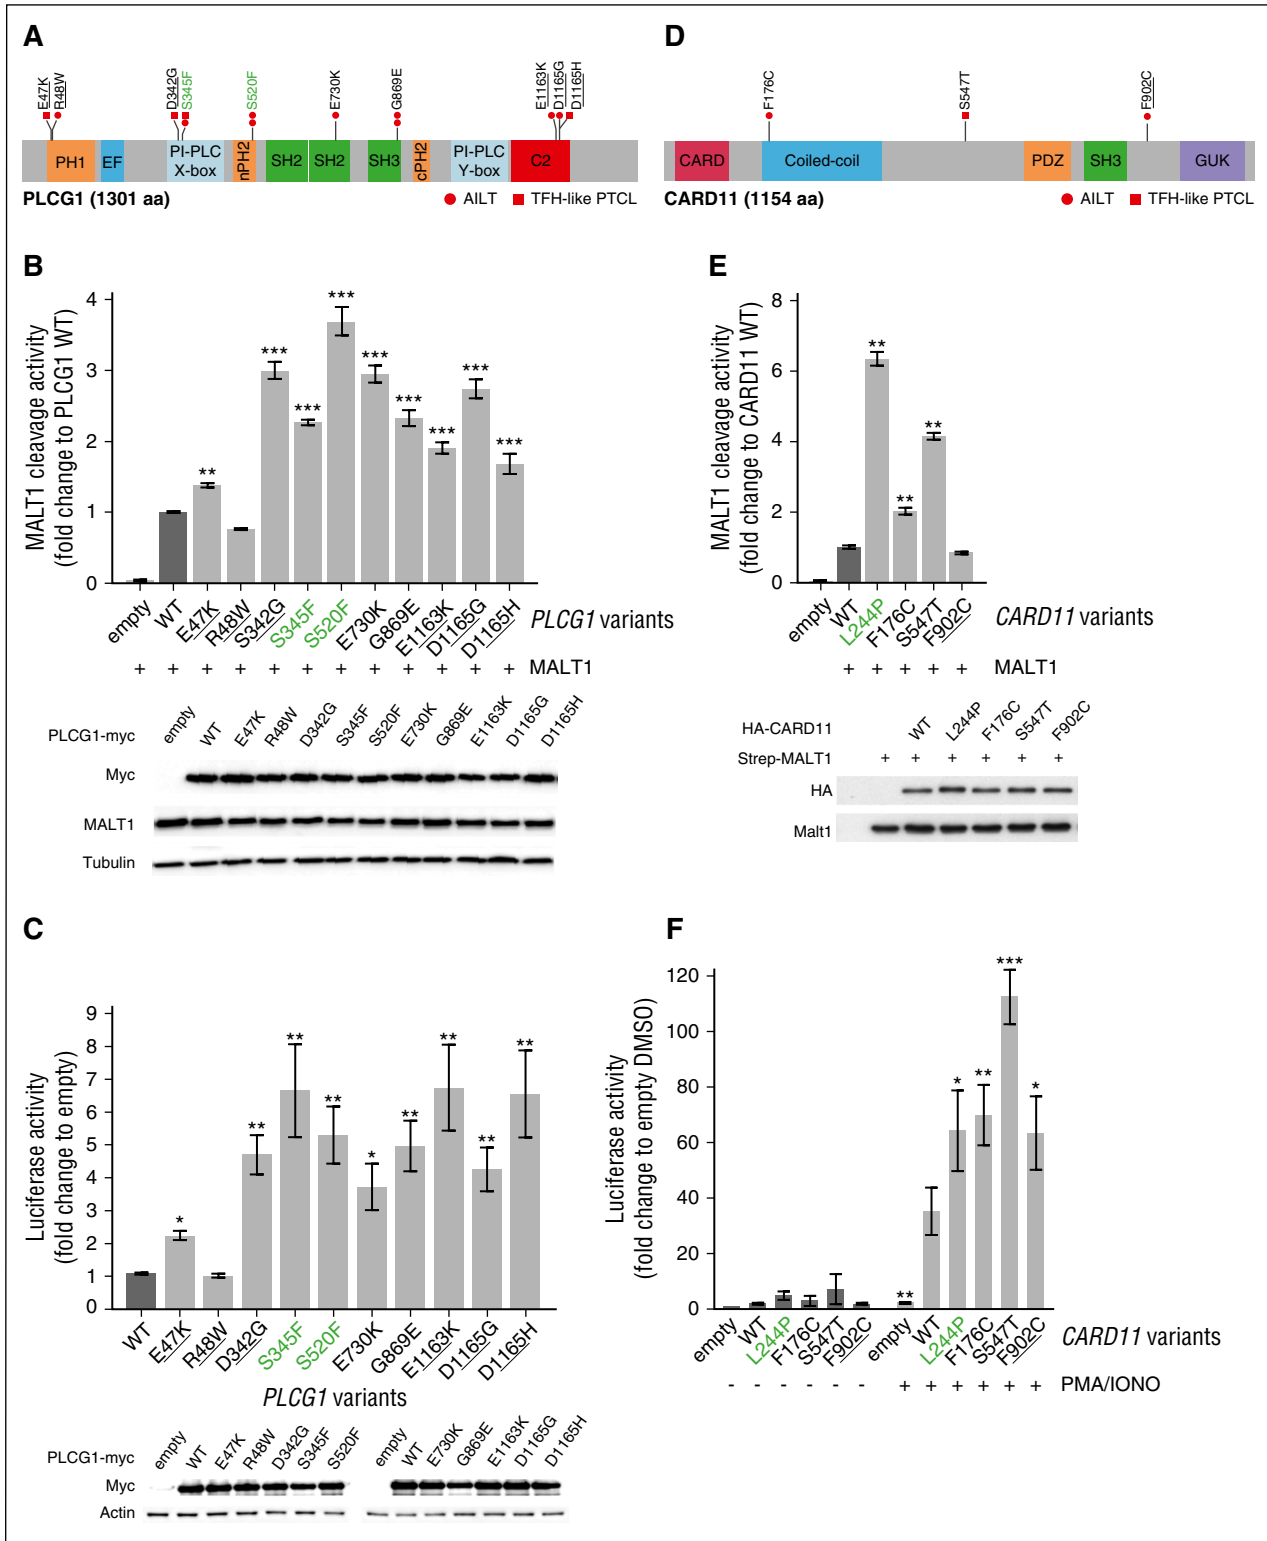 A
E47K
R48W
D342G
S345F
S520F
E730K
G869E
E1163K
D1165G
D1165H
PH1
EF
PI-PLC
X-box
nPH2
SH2
SH2
SH3
cPH2
PI-PLC
Y-box
C2
PLCG1 (1301 aa)
AILT
TFH-like PTCL
B
MALT1 cleavage activity
(fold change to PLCG1 WT)
4
3
2
1
0
**
***
***
***
***
***
***
***
***
empty
WT
E47K
R48W
S342G
S345F
S520F
E730K
G869E
E1163K
D1165G
D1165H
PLCG1 variants
+ + + + + + + + + + + + MALT1
PLCG1-myc
empty
WT
E47K
R48W
D342G
S345F
S520F
E730K
G869E
E1163K
D1165G
D1165H
Myc
MALT1
Tubulin
C
Luciferase activity
(fold change to empty)
9
8
7
6
5
4
3
2
1
0
*
**
**
**
*
**
**
**
**
WT
E47K
R48W
D342G
S345F
S520F
E730K
G869E
E1163K
D1165G
D1165H
PLCG1 variants
PLCG1-myc
empty
WT
E47K
R48W
D342G
S345F
S520F
empty
WT
E730K
G869E
E1163K
D1165G
D1165H
Myc
Actin
D
F176C
S547T
F902C
CARD
Coiled-coil
PDZ
SH3
GUK
CARD11 (1154 aa)
AILT
TFH-like PTCL
E
MALT1 cleavage activity
(fold change to CARD11 WT)
8
6
4
2
0
**
**
**
empty
WT
L244P
F176C
S547T
F902C
CARD11 variants
+ + + + + MALT1
HA-CARD11
WT
L244P
F176C
S547T
F902C
Strep-MALT1 + + + + + +
HA
Malt1
F
Luciferase activity
(fold change to empty DMSO)
120
100
80
60
40
20
0
**
*
**
***
*
empty
WT
L244P
F176C
S547T
F902C
empty
WT
L244P
F176C
S547T
F902C
CARD11 variants
- - - - - - + + + + + + PMA/IONO